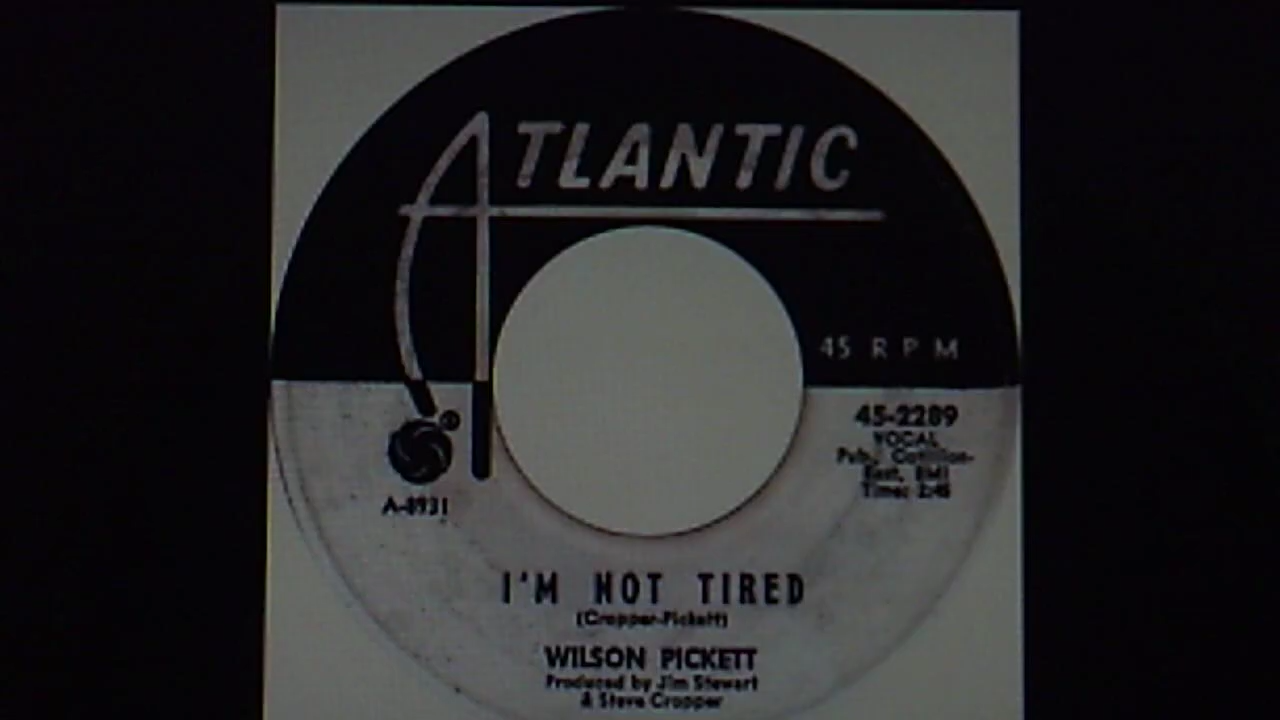 ATLANTIC
45 RPM
45-2289
VOCAL
Pub., Cotillion-
East, BMI
Time: 2:45
A-8931
I'M NOT TIRED
(Cropper-Pickett)
WILSON PICKETT
Produced by Jim Stewart
& Steve Cropper